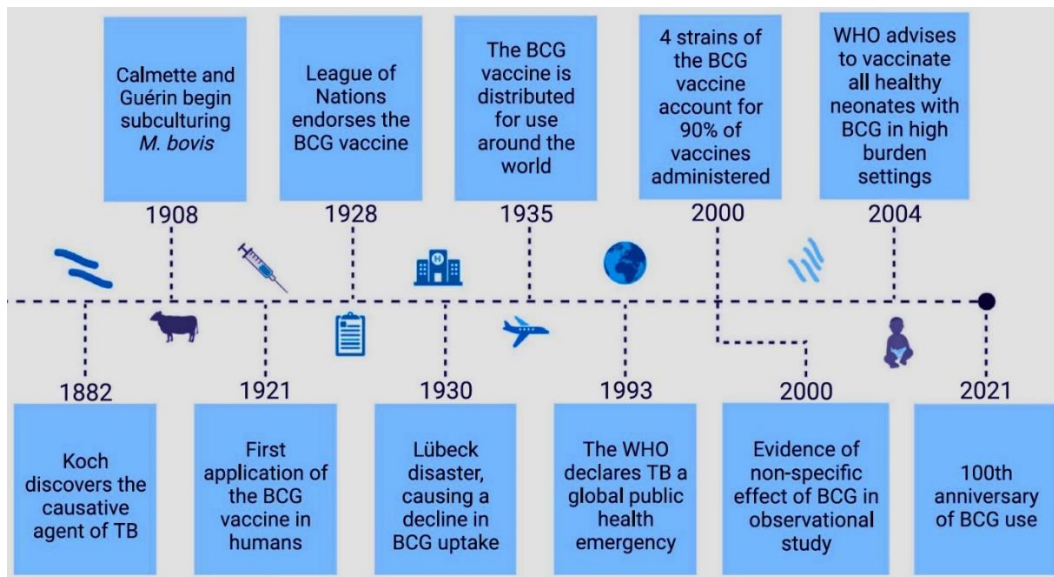 Calmette and
Guérin begin
subculturing
M. bovis
1908
League of
Nations
endorses the
BCG vaccine
1928
The BCG
vaccine is
distributed
for use
around the
world
1935
4 strains of
the BCG
vaccine
account for
90% of
vaccines
administered
2000
WHO advises
to vaccinate
all healthy
neonates with
BCG in high
burden
settings
2004
H
1882
Koch
discovers the
causative
agent of TB
1921
First
application of
the BCG
vaccine in
humans
1930
Lübeck
disaster,
causing a
decline in
BCG uptake
1993
The WHO
declares TB a
global public
health
emergency
2000
Evidence of
non-specific
effect of BCG in
observational
study
2021
100th
anniversary
of BCG use